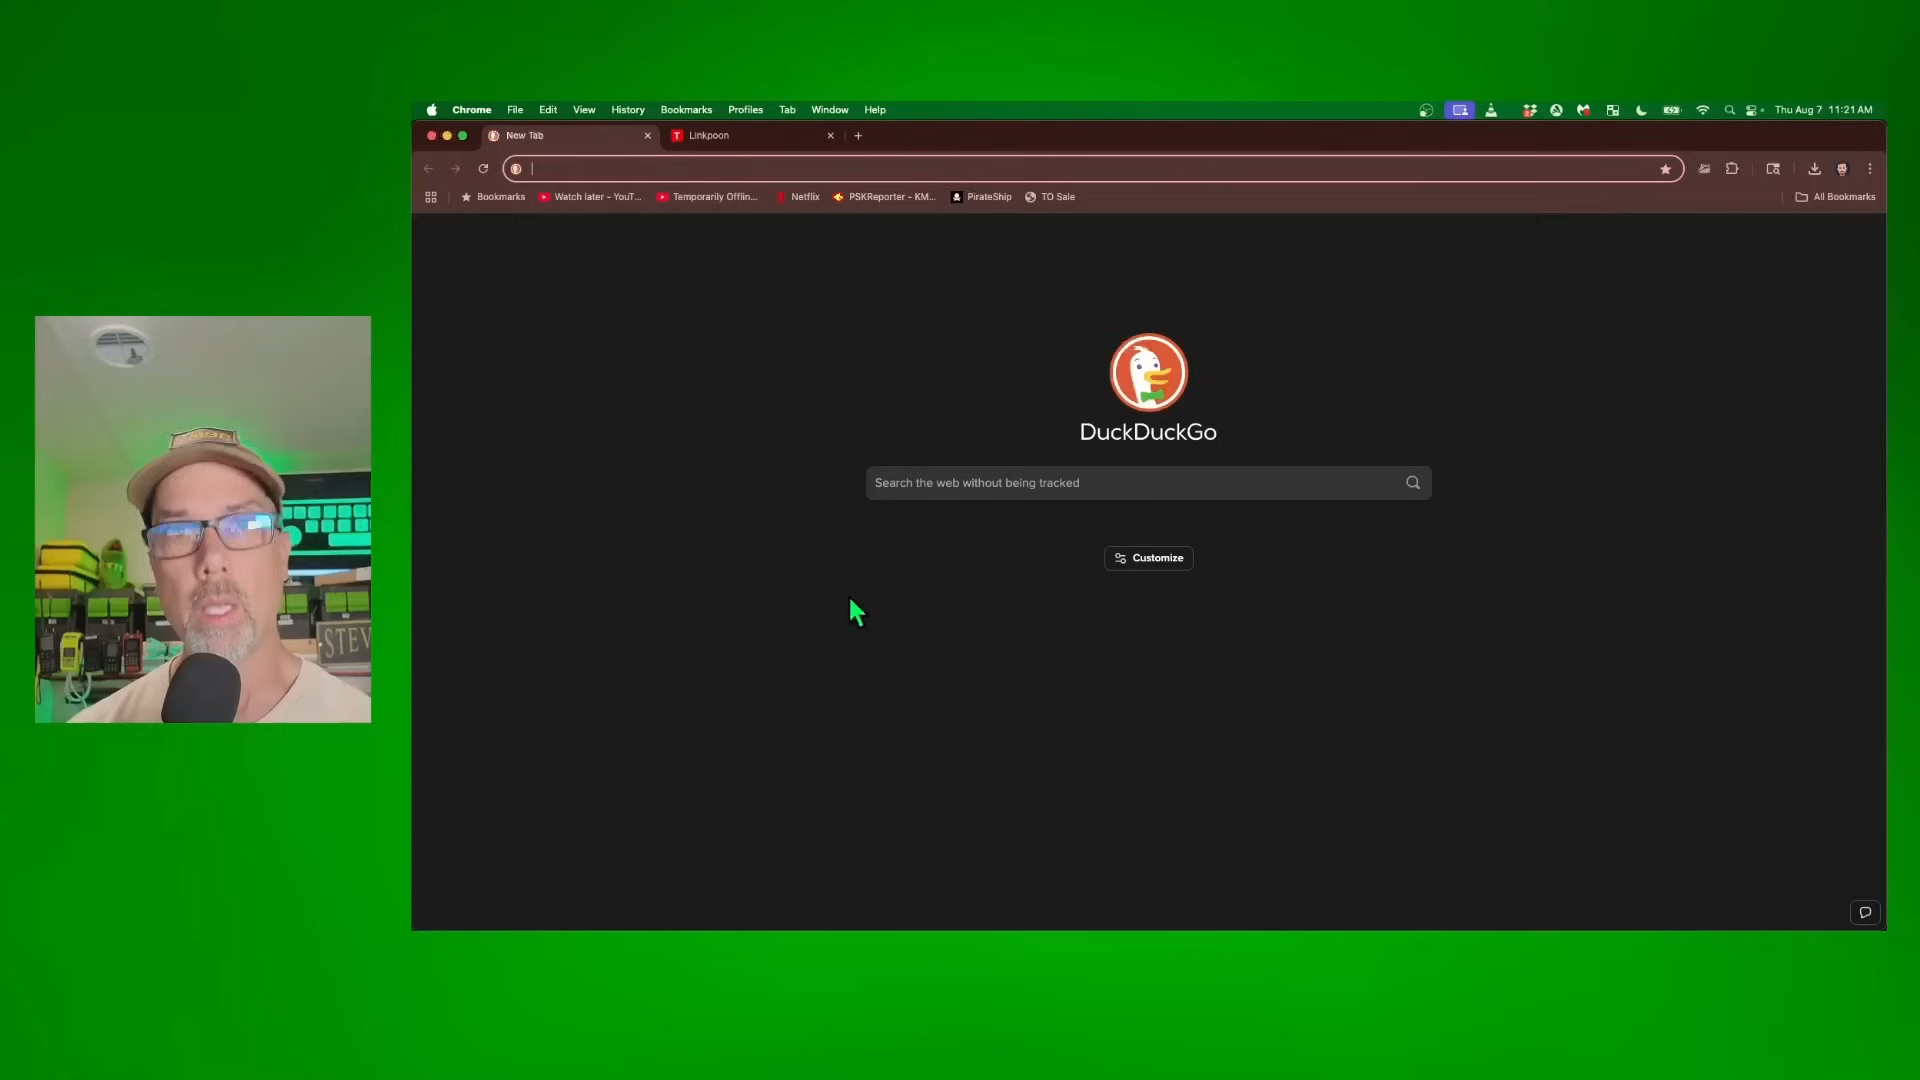 Chrome File Edit View History Bookmarks Profiles Tab Window Help Thu Aug 7 11:21 AM
New Tab Linkpoon
Bookmarks Watch later - YouT... Temporarily Offlin... Netflix PSKReporter - KM... PirateShip TO Sale All Bookmarks
DuckDuckGo
Search the web without being tracked
Customize
STEV